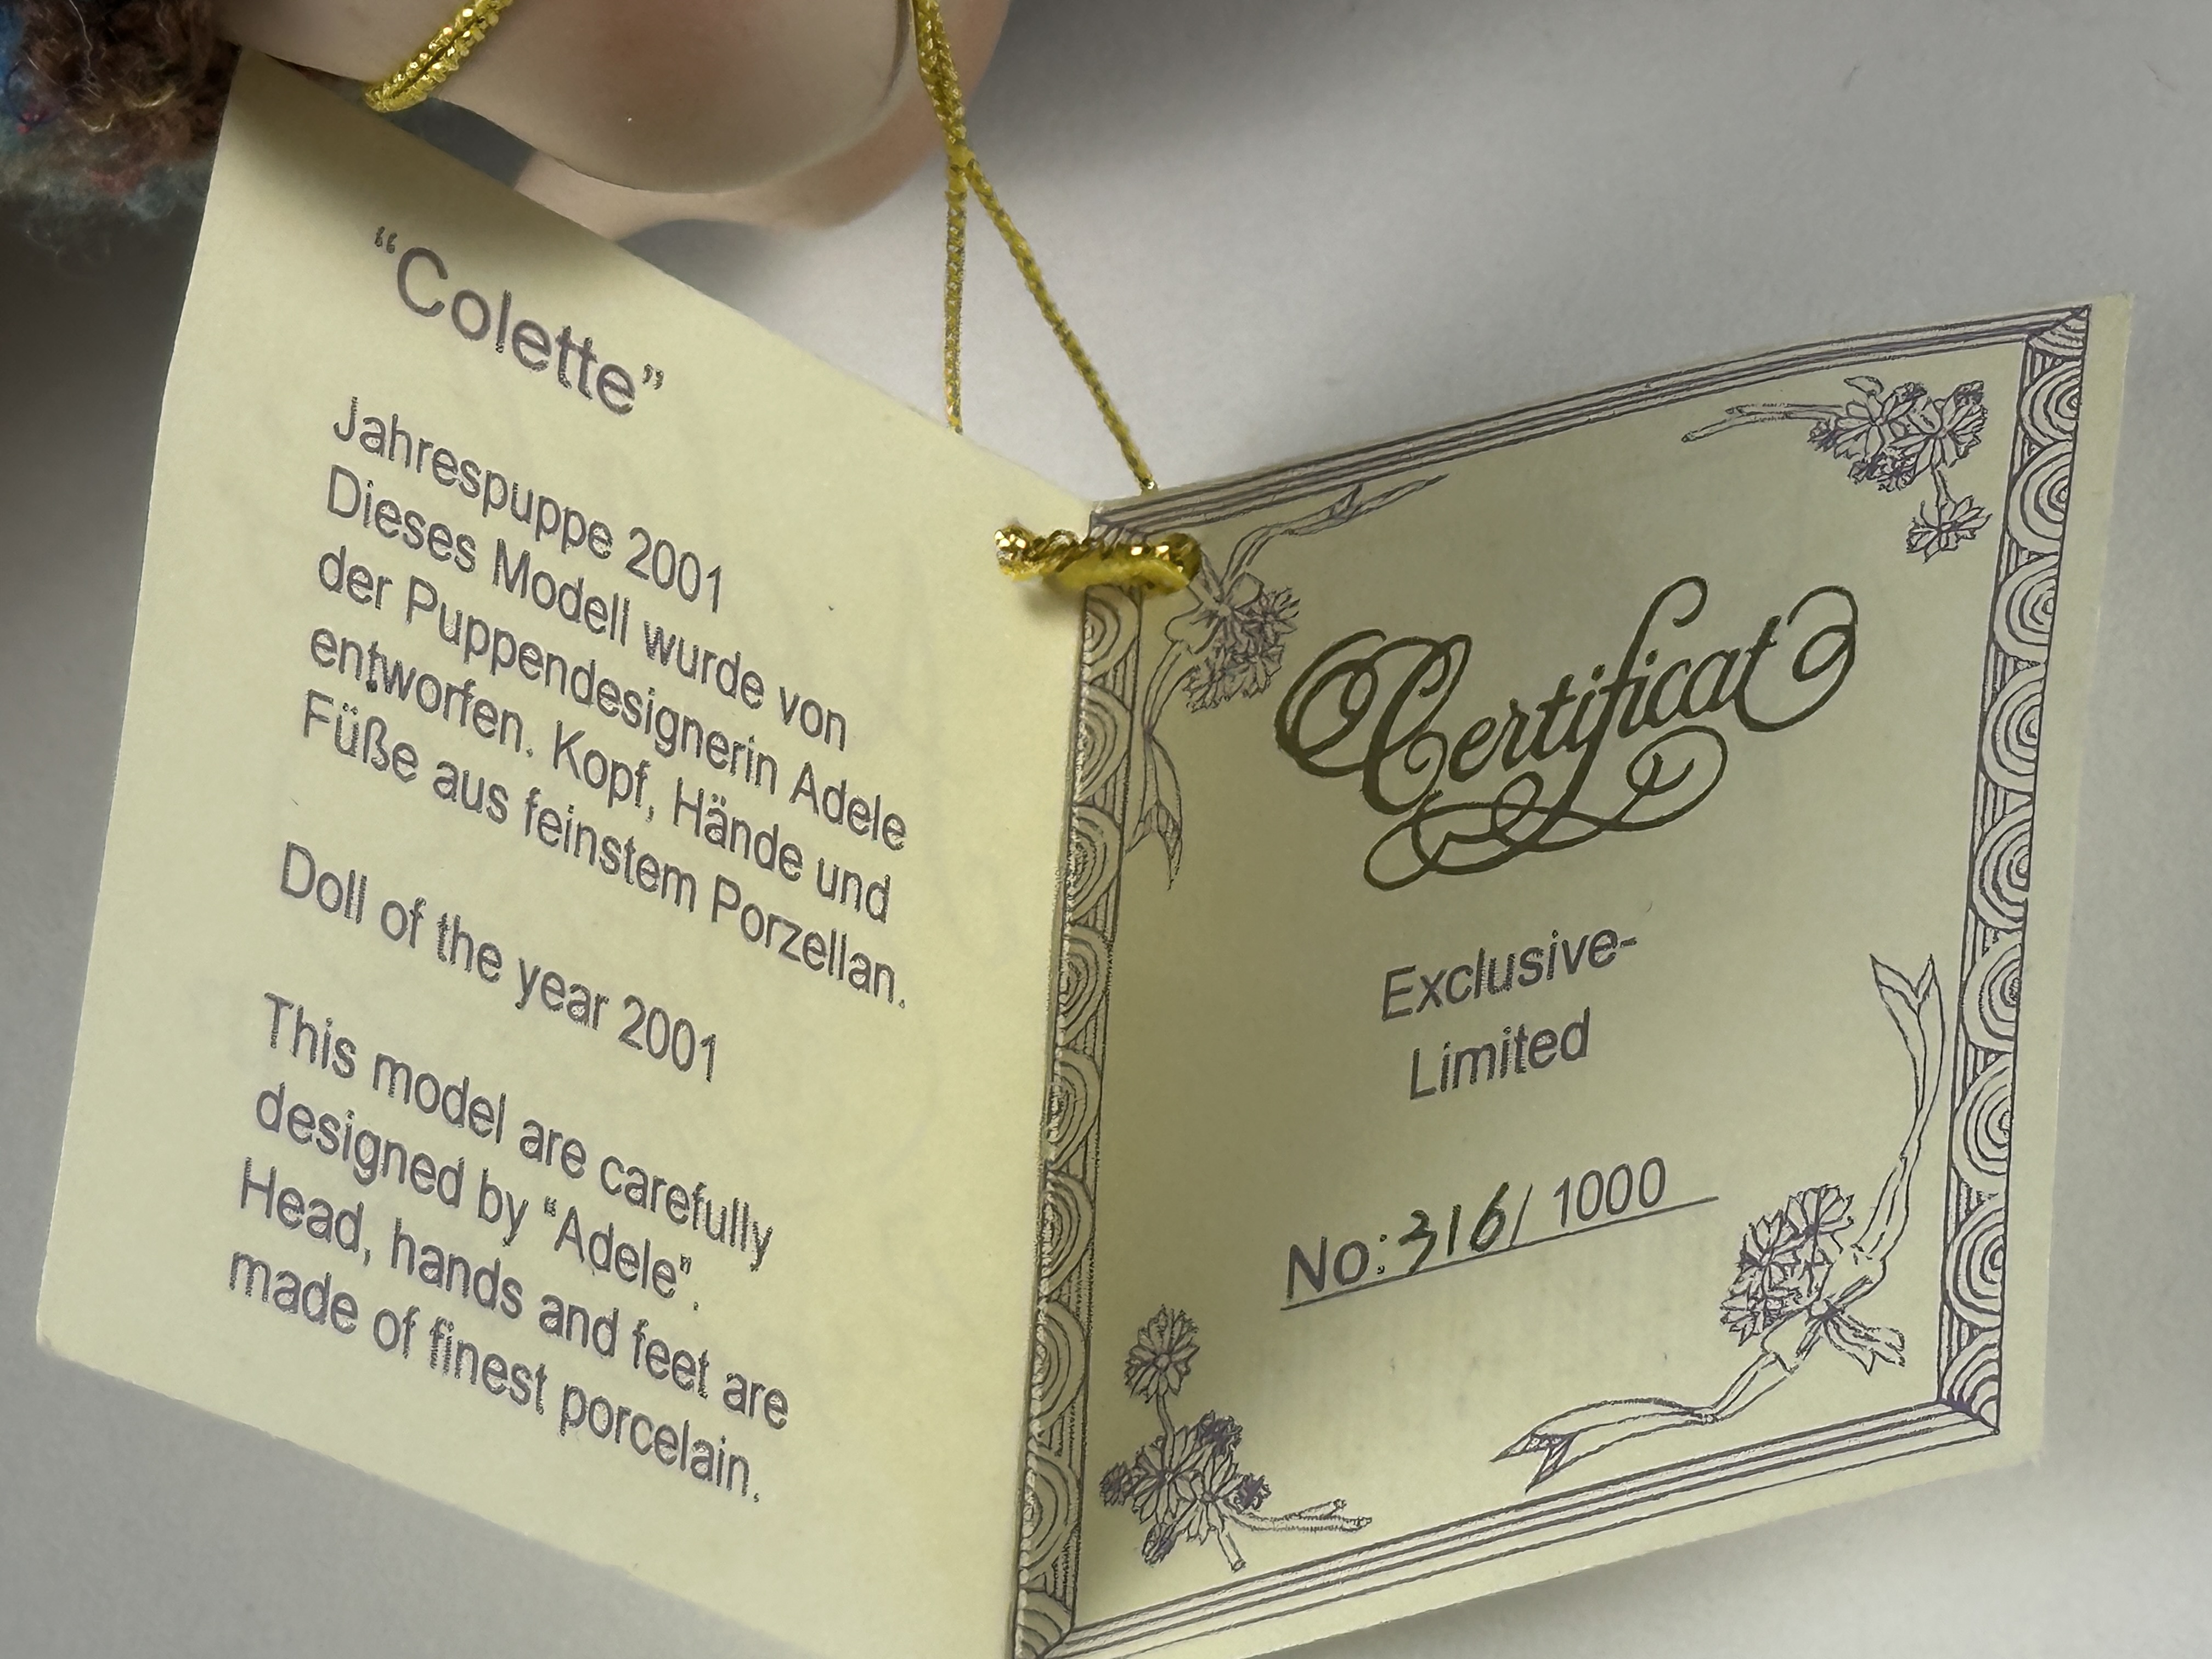 “Colette”
Jahrespuppe 2001
Dieses Modell wurde von
der Puppendesignerin Adele
entworfen. Kopf, Hände und
Füße aus feinstem Porzellan.
Doll of the year 2001
This model are carefully
designed by “Adele”.
Head, hands and feet are
made of finest porcelain.
Certificat
Exclusive-
Limited
No:316/ 1000